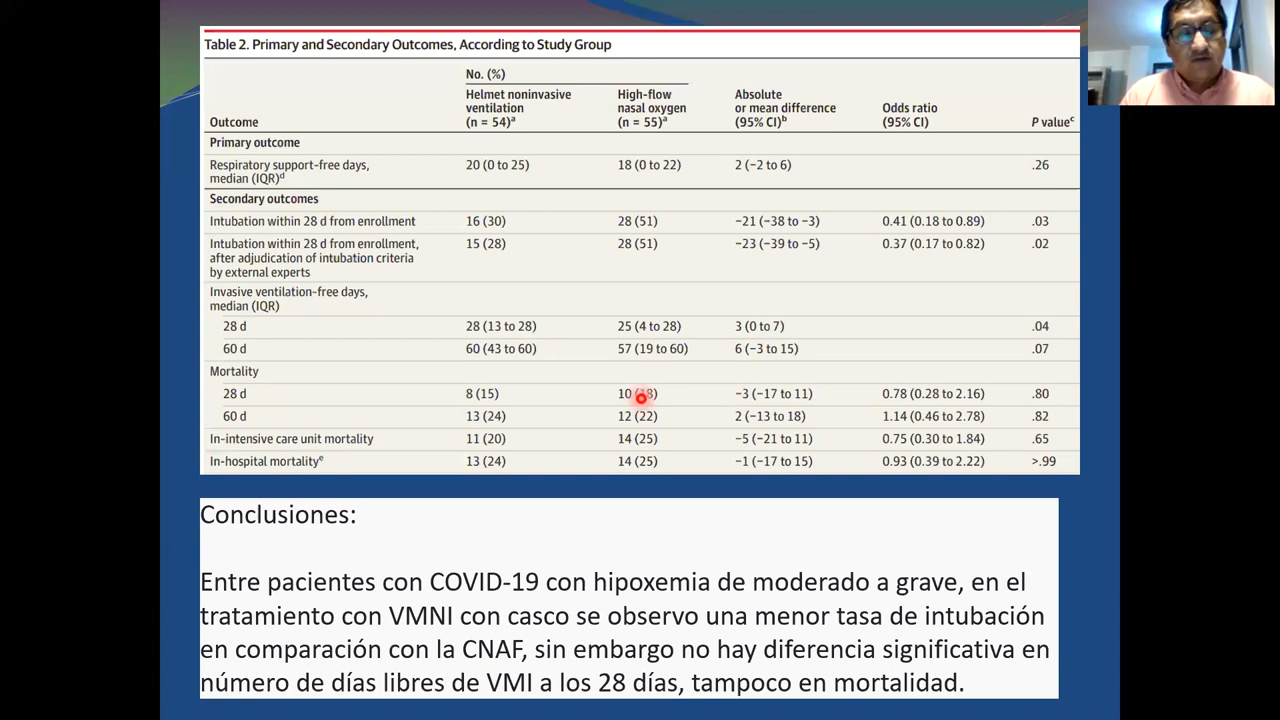 Table 2. Primary and Secondary Outcomes, According to Study Group
No. (%)
Outcome Helmet noninvasive ventilation (n = 54)a High-flow nasal oxygen (n = 55)a Absolute or mean difference (95% CI)b Odds ratio (95% CI) P valuec
Primary outcome
Respiratory support-free days, median (IQR)d 20 (0 to 25) 18 (0 to 22) 2 (−2 to 6) .26
Secondary outcomes
Intubation within 28 d from enrollment 16 (30) 28 (51) −21 (−38 to −3) 0.41 (0.18 to 0.89) .03
Intubation within 28 d from enrollment, after adjudication of intubation criteria by external experts 15 (28) 28 (51) −23 (−39 to −5) 0.37 (0.17 to 0.82) .02
Invasive ventilation-free days, median (IQR)
28 d 28 (13 to 28) 25 (4 to 28) 3 (0 to 7) .04
60 d 60 (43 to 60) 57 (19 to 60) 6 (−3 to 15) .07
Mortality
28 d 8 (15) 10 (18) −3 (−17 to 11) 0.78 (0.28 to 2.16) .80
60 d 13 (24) 12 (22) 2 (−13 to 18) 1.14 (0.46 to 2.78) .82
In-intensive care unit mortality 11 (20) 14 (25) −5 (−21 to 11) 0.75 (0.30 to 1.84) .65
In-hospital mortalitye 13 (24) 14 (25) −1 (−17 to 15) 0.93 (0.39 to 2.22) >.99
Conclusiones:
Entre pacientes con COVID-19 con hipoxemia de moderado a grave, en el
tratamiento con VMNI con casco se observo una menor tasa de intubación
en comparación con la CNAF, sin embargo no hay diferencia significativa en
número de días libres de VMI a los 28 días, tampoco en mortalidad.